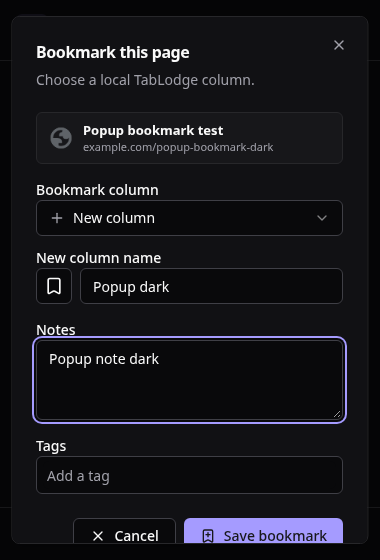 Bookmark this page
Choose a local TabLodge column.
Popup bookmark test
example.com/popup-bookmark-dark
Bookmark column
New column
New column name
Popup dark
Notes
Popup note dark
Tags
Add a tag
Cancel
Save bookmark